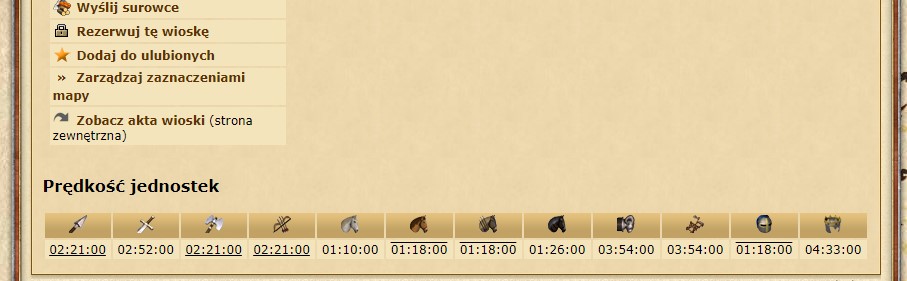 Wyślij surowce
Rezerwuj tę wioskę
Dodaj do ulubionych
» Zarządzaj zaznaczeniami
mapy
Zobacz akta wioski (strona
zewnętrzna)
Prędkość jednostek
02:21:00 02:52:00 02:21:00 02:21:00 01:10:00 01:18:00 01:18:00 01:26:00 03:54:00 03:54:00 01:18:00 04:33:00